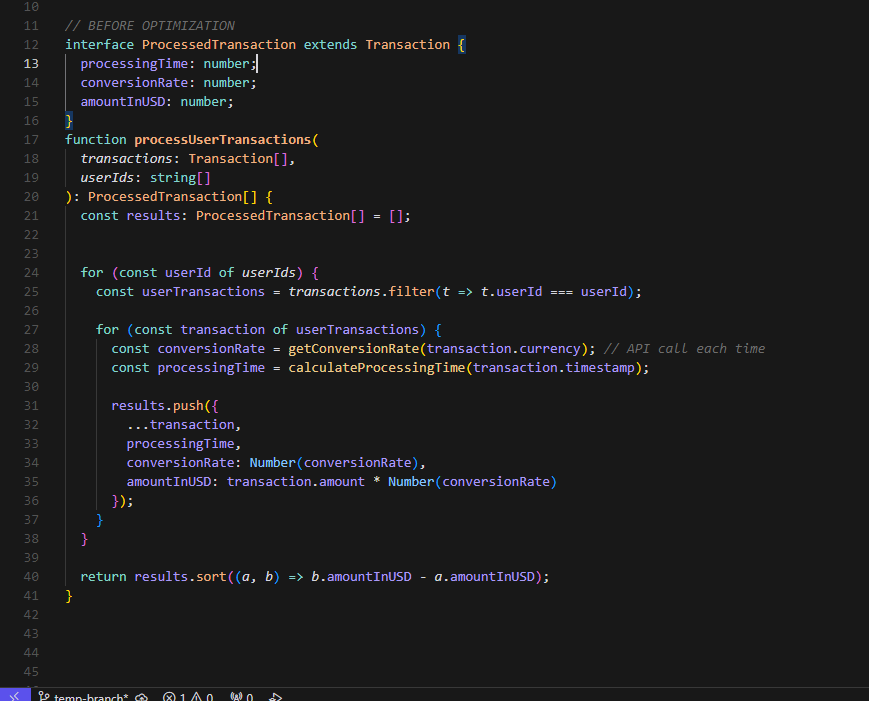 10
11 // BEFORE OPTIMIZATION
12 interface ProcessedTransaction extends Transaction {
13   processingTime: number;
14   conversionRate: number;
15   amountInUSD: number;
16 }
17 function processUserTransactions(
18   transactions: Transaction[],
19   userIds: string[]
20 ): ProcessedTransaction[] {
21   const results: ProcessedTransaction[] = [];
22
23
24   for (const userId of userIds) {
25     const userTransactions = transactions.filter(t => t.userId === userId);
26
27     for (const transaction of userTransactions) {
28       const conversionRate = getConversionRate(transaction.currency); // API call each time
29       const processingTime = calculateProcessingTime(transaction.timestamp);
30
31       results.push({
32         ...transaction,
33         processingTime,
34         conversionRate: Number(conversionRate),
35         amountInUSD: transaction.amount * Number(conversionRate)
36       });
37     }
38   }
39
40   return results.sort((a, b) => b.amountInUSD - a.amountInUSD);
41 }
42
43
44
45
temp-branch* 1 0 0